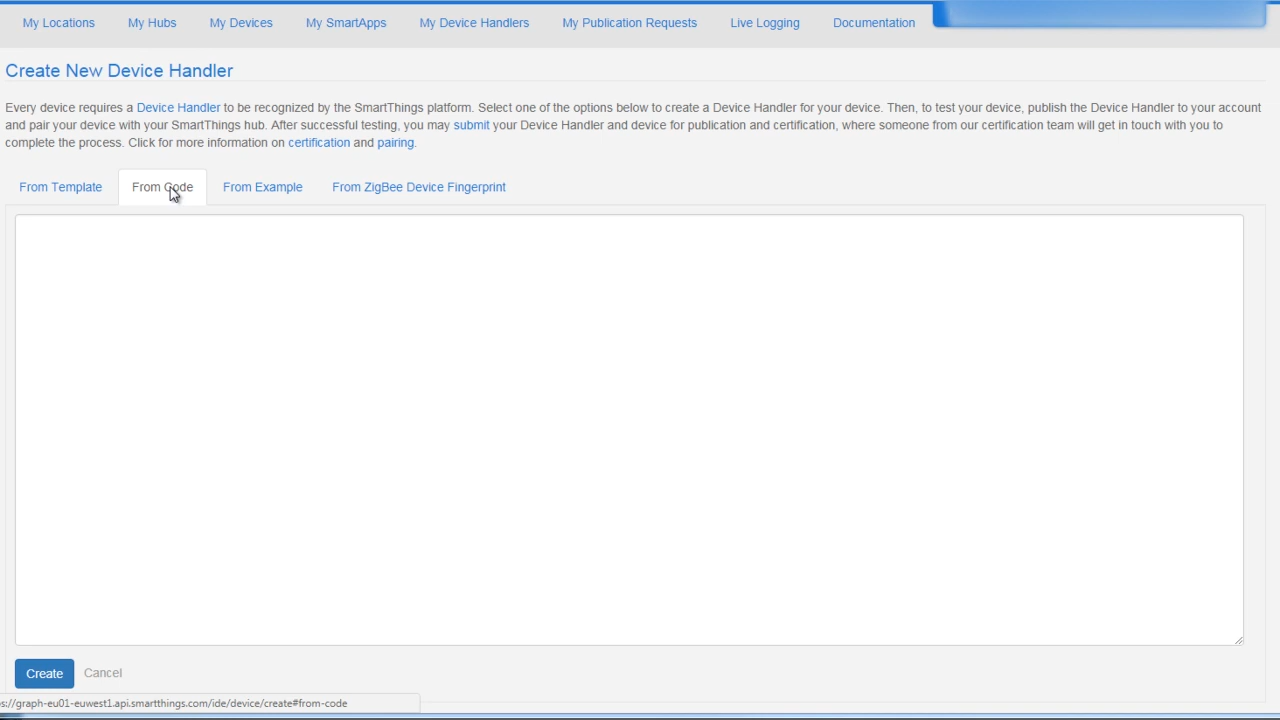 My Locations My Hubs My Devices My SmartApps My Device Handlers My Publication Requests Live Logging Documentation
Create New Device Handler
Every device requires a Device Handler to be recognized by the SmartThings platform. Select one of the options below to create a Device Handler for your device. Then, to test your device, publish the Device Handler to your account
and pair your device with your SmartThings hub. After successful testing, you may submit your Device Handler and device for publication and certification, where someone from our certification team will get in touch with you to
complete the process. Click for more information on certification and pairing.
From Template From Code From Example From ZigBee Device Fingerprint
Create Cancel
s://graph-eu01-euwest1.api.smartthings.com/ide/device/create#from-code